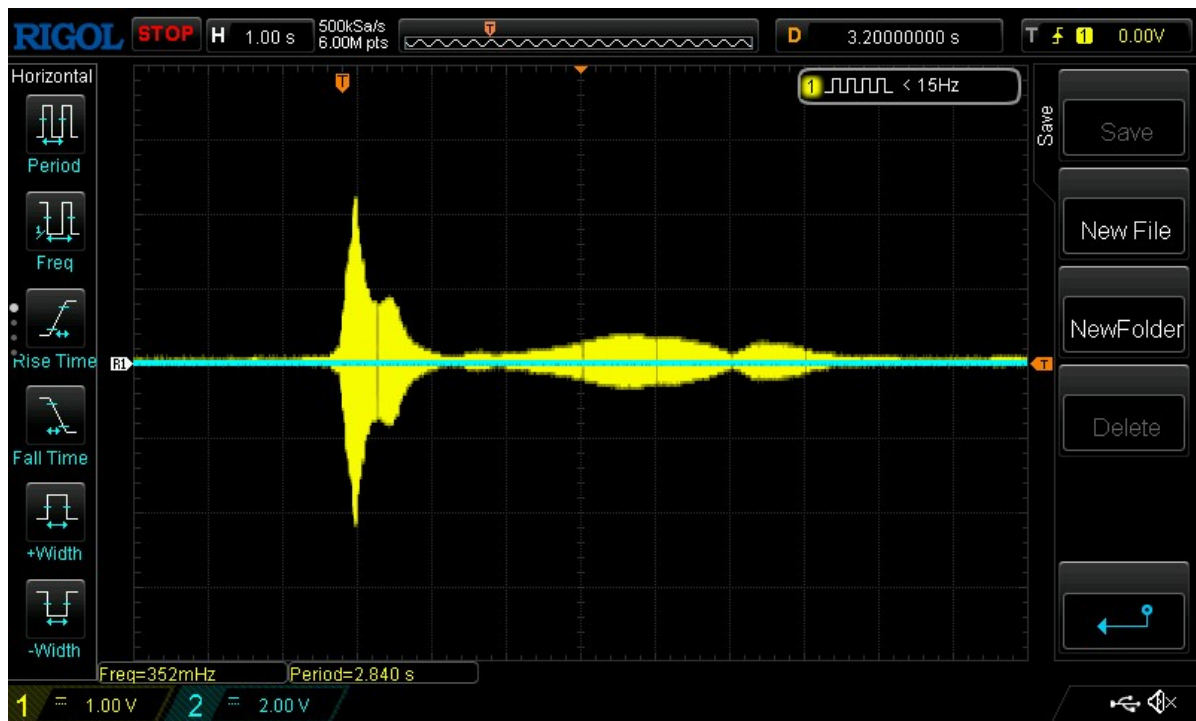 RIGOL STOP H 1.00 s 500kSa/s 6.00M pts T D 3.20000000 s T 1 0.00V
Horizontal
T
1 < 15Hz
Save
Save
Period
New File
Freq
NewFolder
Rise Time
R1
T
Delete
Fall Time
+Width
-Width
Freq=352mHz Period=2.840 s
1 = 1.00 V 2 = 2.00 V